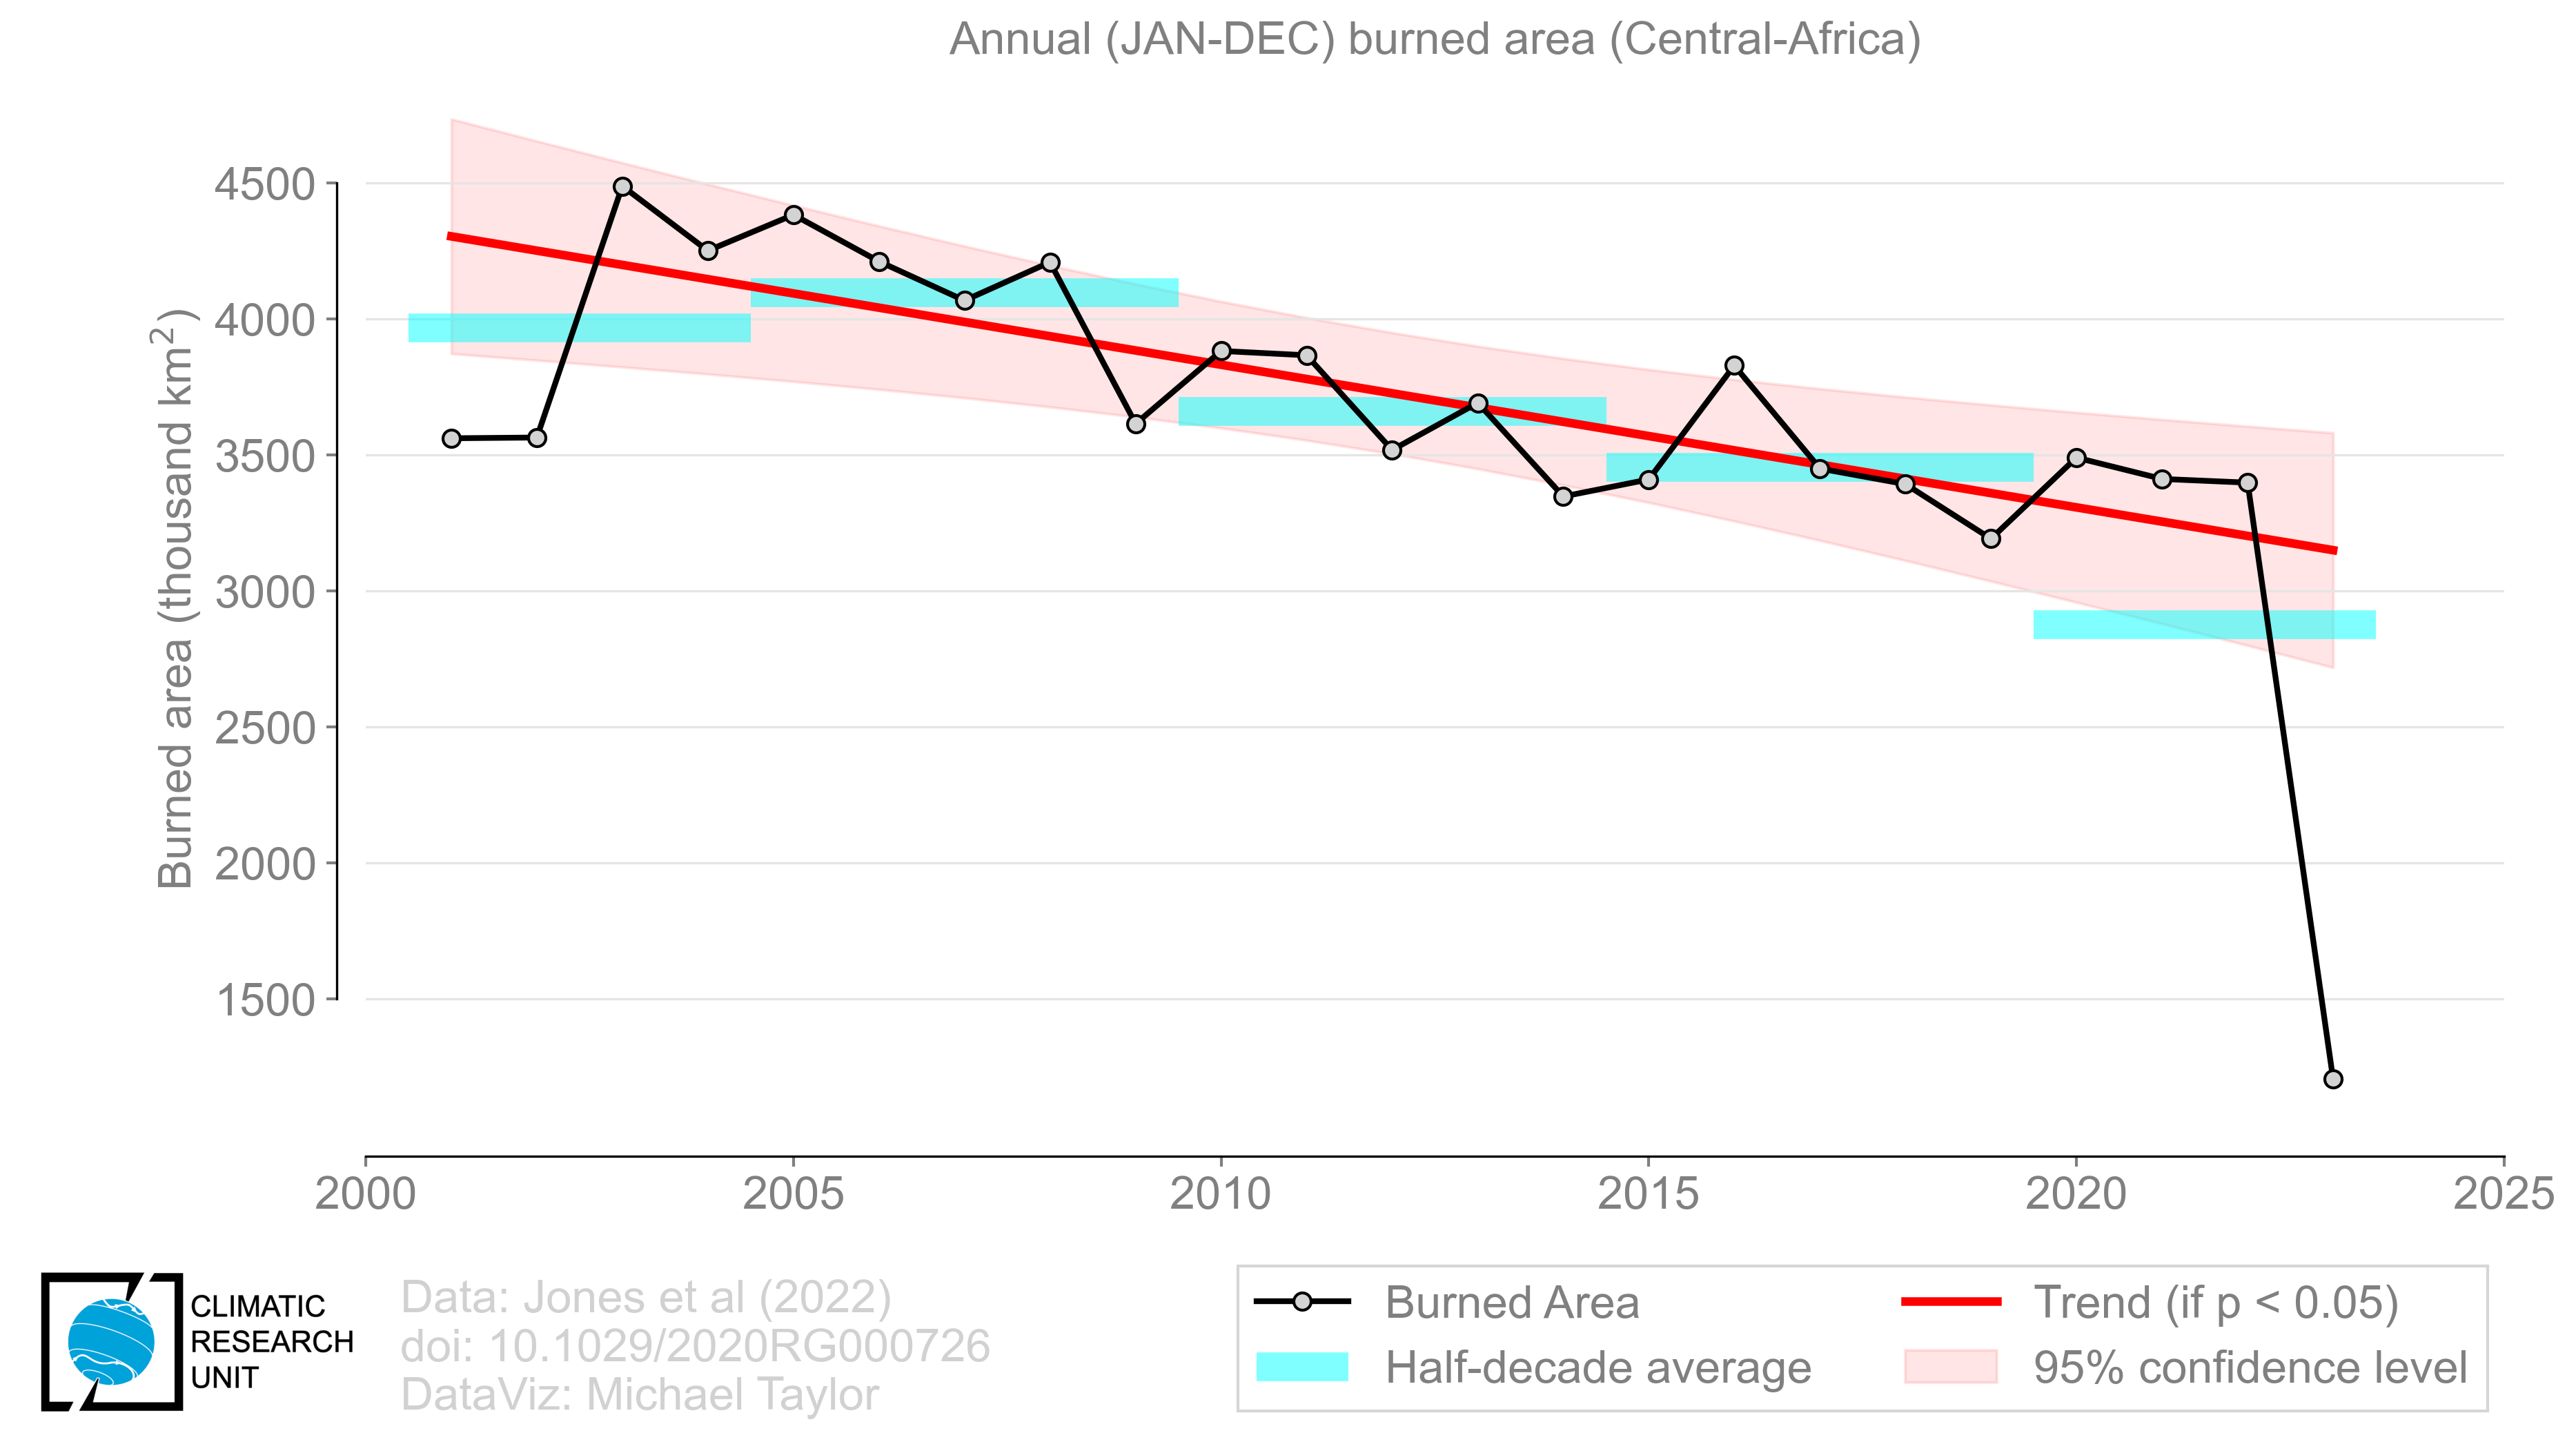 Annual (JAN-DEC) burned area (Central-Africa)
Burned area (thousand km²)
4500
4000
3500
3000
2500
2000
1500
2000 2005 2010 2015 2020 2025
CLIMATIC
RESEARCH
UNIT
Data: Jones et al (2022)
doi: 10.1029/2020RG000726
DataViz: Michael Taylor
Burned Area
Half-decade average
Trend (if p < 0.05)
95% confidence level